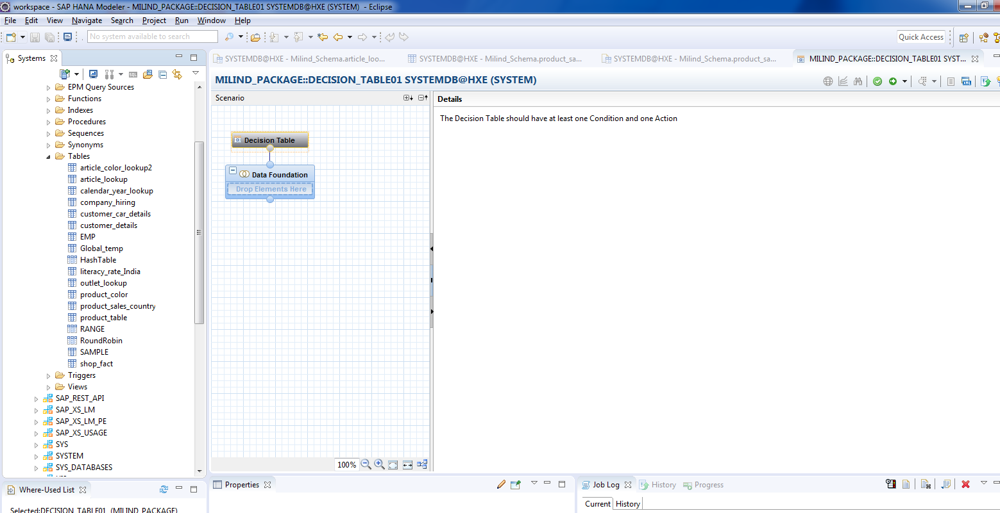 workspace - SAP HANA Modeler - MILIND_PACKAGE::DECISION_TABLE01 SYSTEMDB@HXE (SYSTEM) - Eclipse
File Edit View Navigate Search Project Run Window Help
No system available to search
Quick Access
Systems
EPM Query Sources
Functions
Indexes
Procedures
Sequences
Synonyms
Tables
article_color_lookup2
article_lookup
calendar_year_lookup
company_hiring
customer_car_details
customer_details
EMP
Global_temp
HashTable
literacy_rate_India
outlet_lookup
product_color
product_sales_country
product_table
RANGE
RoundRobin
SAMPLE
shop_fact
Triggers
Views
SAP_REST_API
SAP_XS_LM
SAP_XS_LM_PE
SAP_XS_USAGE
SYS
SYSTEM
SYS_DATABASES
SYSTEMDB@HXE - Milind_Schema.article_loo...
SYSTEMDB@HXE - Milind_Schema.product_sa...
SYSTEMDB@HXE - Milind_Schema.product_sa...
MILIND_PACKAGE::DECISION_TABLE01 SYST...
MILIND_PACKAGE::DECISION_TABLE01 SYSTEMDB@HXE (SYSTEM)
SQL
XML
Scenario
Decision Table
Data Foundation
Drop Elements Here
100%
Details
The Decision Table should have at least one Condition and one Action
Where-Used List
Selected:DECISION_TABLE01 (MILIND_PACKAGE)
Properties
Job Log
History
Progress
Current
History